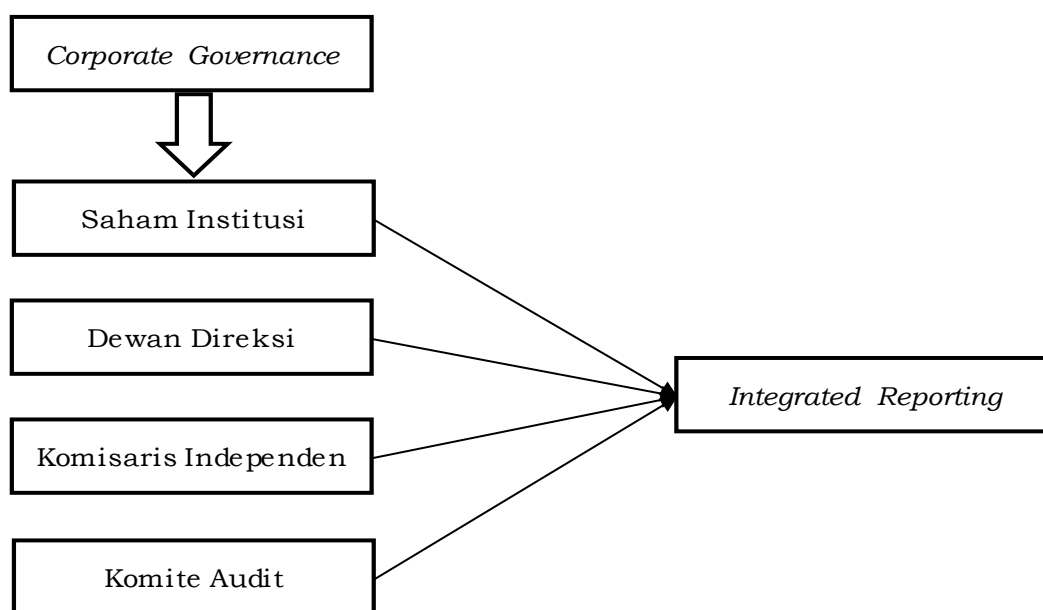 Corporate Governance
Saham Institusi
Dewan Direksi
Komisaris Independen
Komite Audit
Integrated Reporting